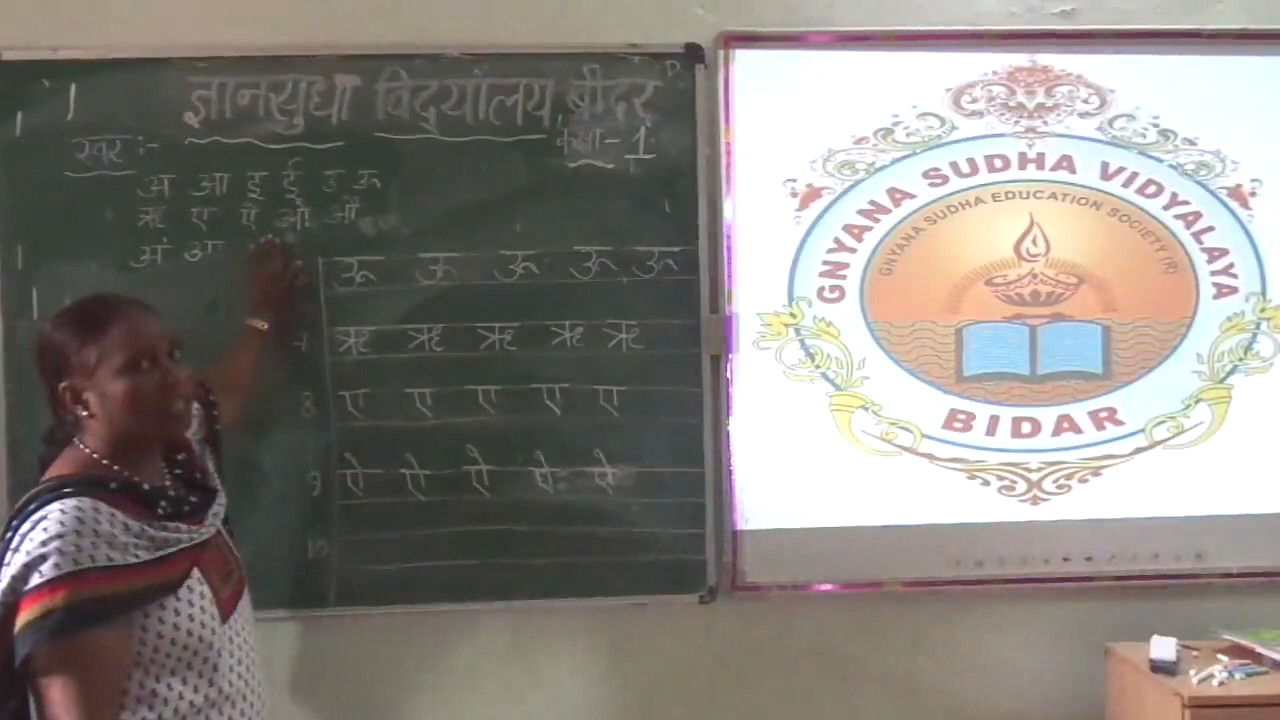 ज्ञानसुधा विद्यालय, बीदर
कक्षा - 1
स्वर :-
अ आ इ ई उ ऊ
ऋ ए ऐ ओ औ
अं अ
ऊ ऊ ऊ ऊ ऊ
ऋ ऋ ऋ ऋ ऋ
8 ए ए ए ए ए
9 ऐ ऐ ऐ ऐ ऐ
10
GNYANA SUDHA VIDYALAYA
GNYANA SUDHA EDUCATION SOCIETY (R)
BIDAR